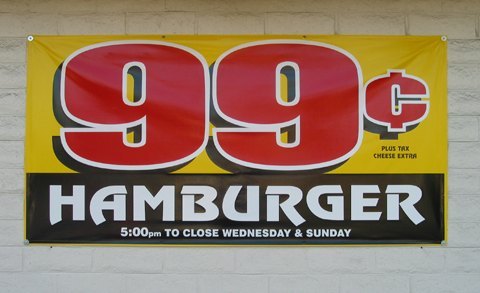 99¢
PLUS TAX
CHEESE EXTRA
HAMBURGER
5:00pm TO CLOSE WEDNESDAY & SUNDAY